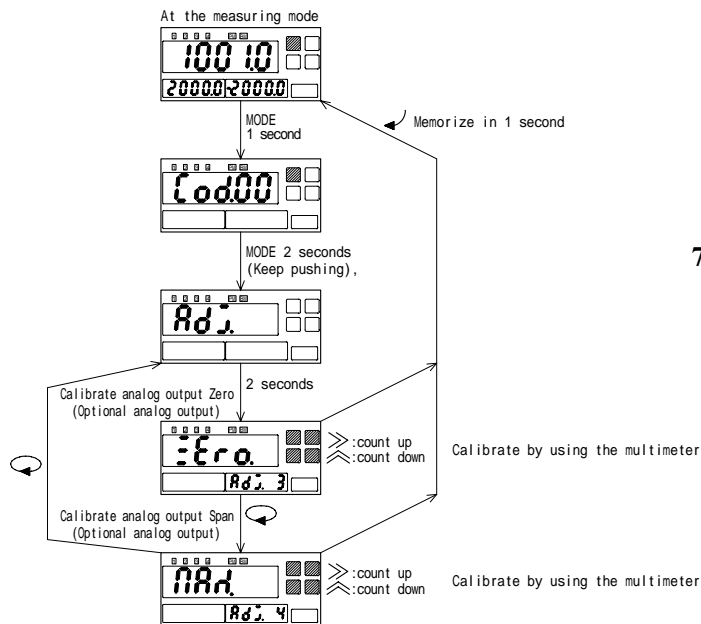 At the measuring mode
1001.0
2000.0 -2000.0
MODE
1 second
Memorize in 1 second
Cod.00
MODE 2 seconds
(Keep pushing),
7
Adj.
Calibrate analog output Zero
(Optional analog output)
2 seconds
ZEro.
Adj. 3
:count up
:count down
Calibrate by using the multimeter
Calibrate analog output Span
(Optional analog output)
MAn.
Adj. 4
:count up
:count down
Calibrate by using the multimeter